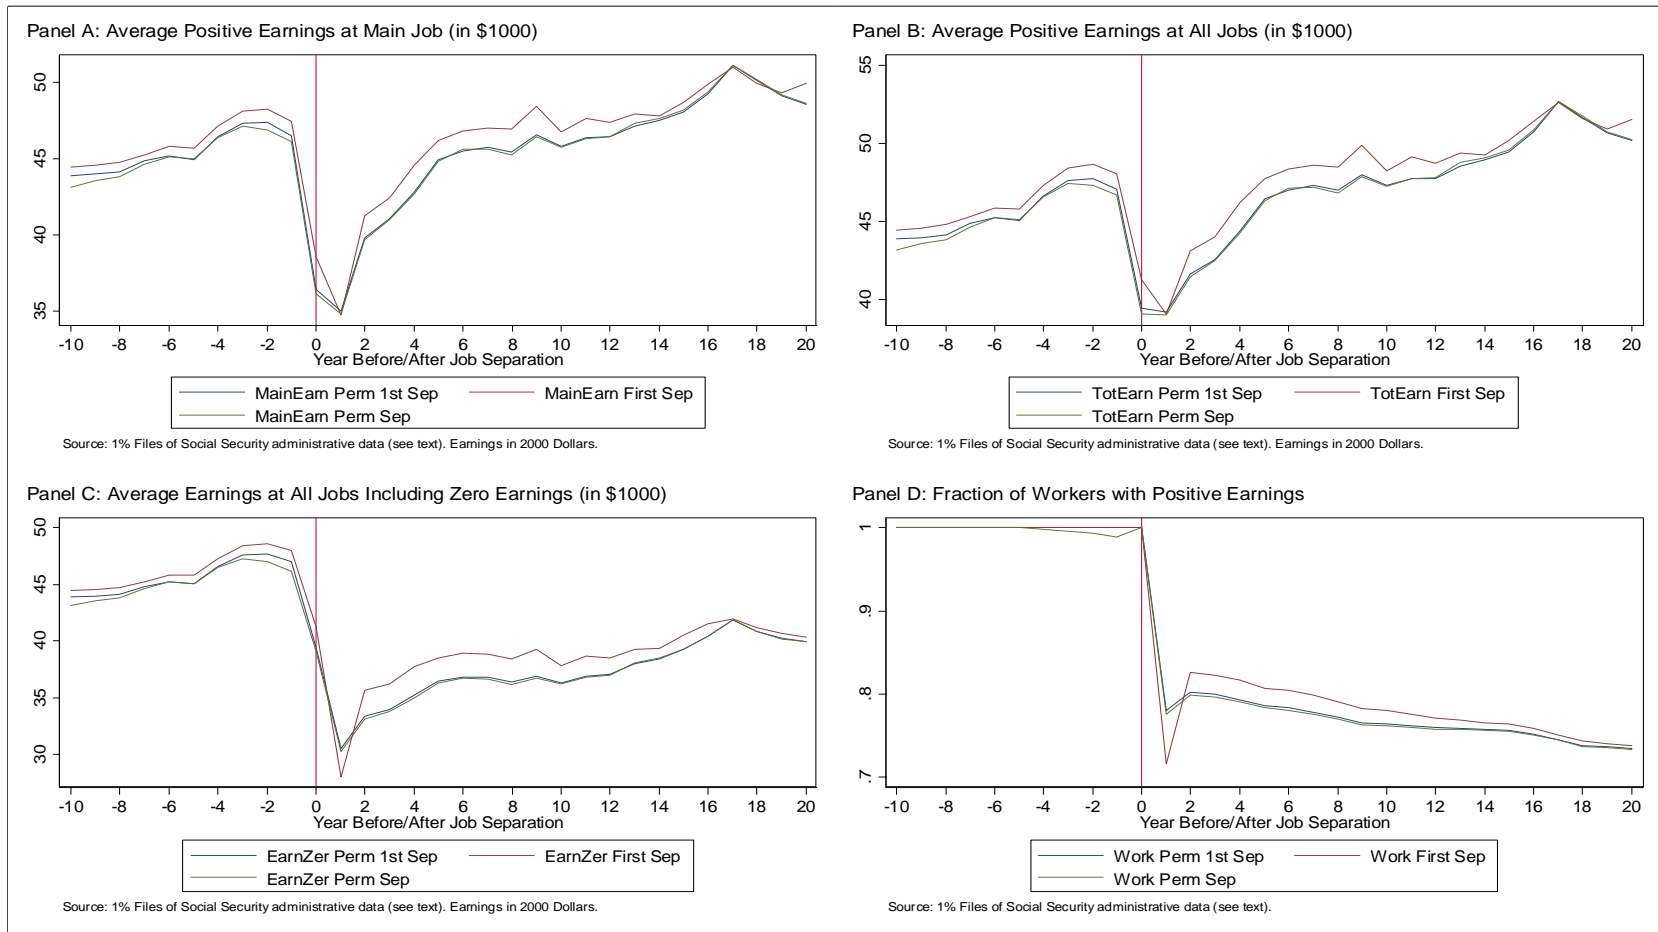 Panel A: Average Positive Earnings at Main Job (in $1000)
50
45
40
35
-10 -8 -6 -4 -2 0 2 4 6 8 10 12 14 16 18 20
Year Before/After Job Separation
MainEarn Perm 1st Sep MainEarn First Sep
MainEarn Perm Sep
Source: 1% Files of Social Security administrative data (see text). Earnings in 2000 Dollars.
Panel B: Average Positive Earnings at All Jobs (in $1000)
55
50
45
40
-10 -8 -6 -4 -2 0 2 4 6 8 10 12 14 16 18 20
Year Before/After Job Separation
TotEarn Perm 1st Sep TotEarn First Sep
TotEarn Perm Sep
Source: 1% Files of Social Security administrative data (see text). Earnings in 2000 Dollars.
Panel C: Average Earnings at All Jobs Including Zero Earnings (in $1000)
50
45
40
35
30
-10 -8 -6 -4 -2 0 2 4 6 8 10 12 14 16 18 20
Year Before/After Job Separation
EarnZer Perm 1st Sep EarnZer First Sep
EarnZer Perm Sep
Source: 1% Files of Social Security administrative data (see text). Earnings in 2000 Dollars.
Panel D: Fraction of Workers with Positive Earnings
1
.9
.8
.7
-10 -8 -6 -4 -2 0 2 4 6 8 10 12 14 16 18 20
Year Before/After Job Separation
Work Perm 1st Sep Work First Sep
Work Perm Sep
Source: 1% Files of Social Security administrative data (see text).